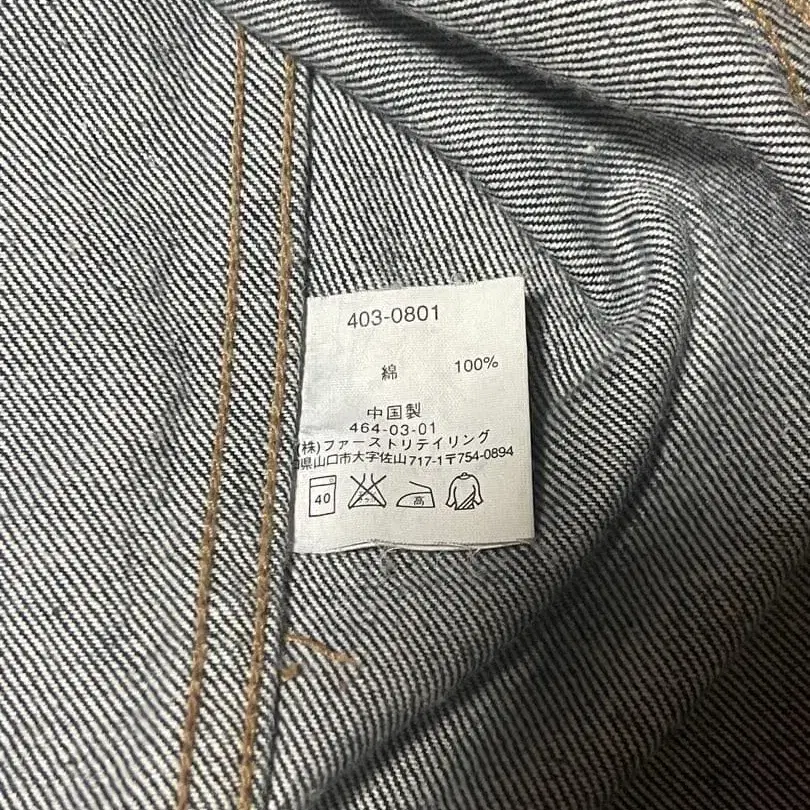 403-0801
綿 100%
中国製
464-03-01
(株)ファーストリテイリング
県山口市大字佐山717-1〒754-0894
40
高